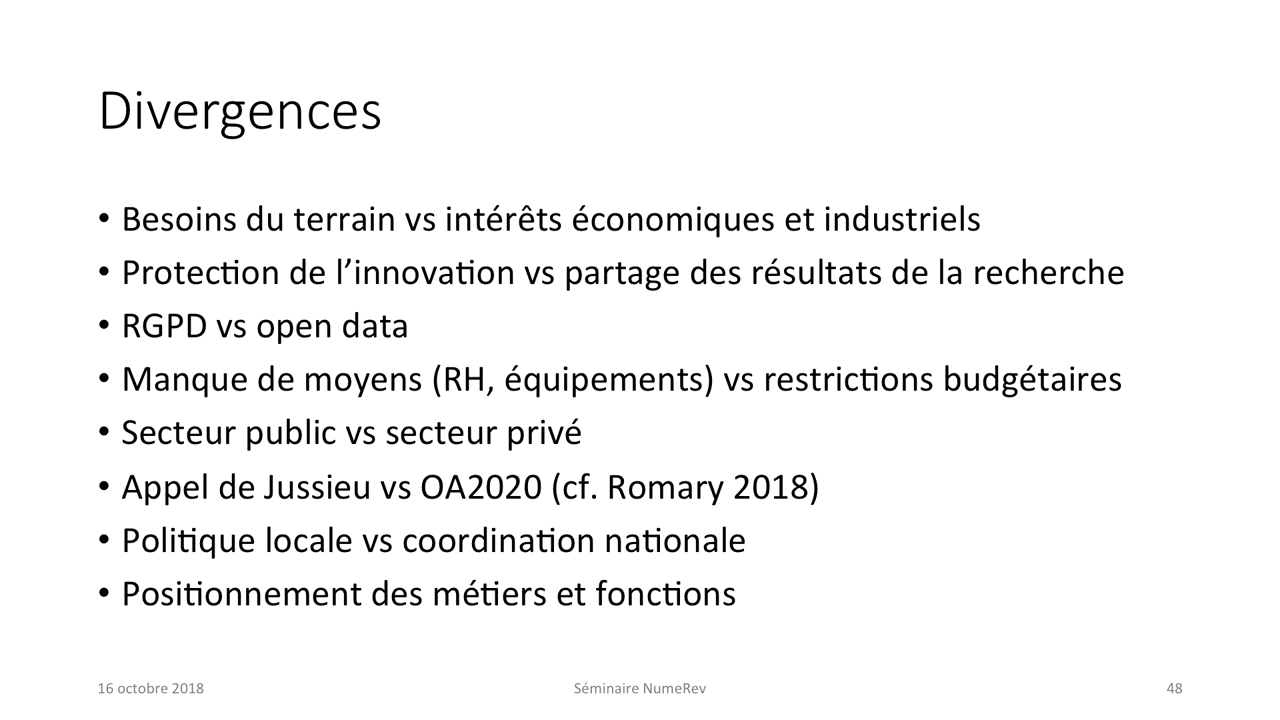 Divergences
• Besoins du terrain vs intérêts économiques et industriels
• Protection de l’innovation vs partage des résultats de la recherche
• RGPD vs open data
• Manque de moyens (RH, équipements) vs restrictions budgétaires
• Secteur public vs secteur privé
• Appel de Jussieu vs OA2020 (cf. Romary 2018)
• Politique locale vs coordination nationale
• Positionnement des métiers et fonctions
16 octobre 2018
Séminaire NumeRev
48